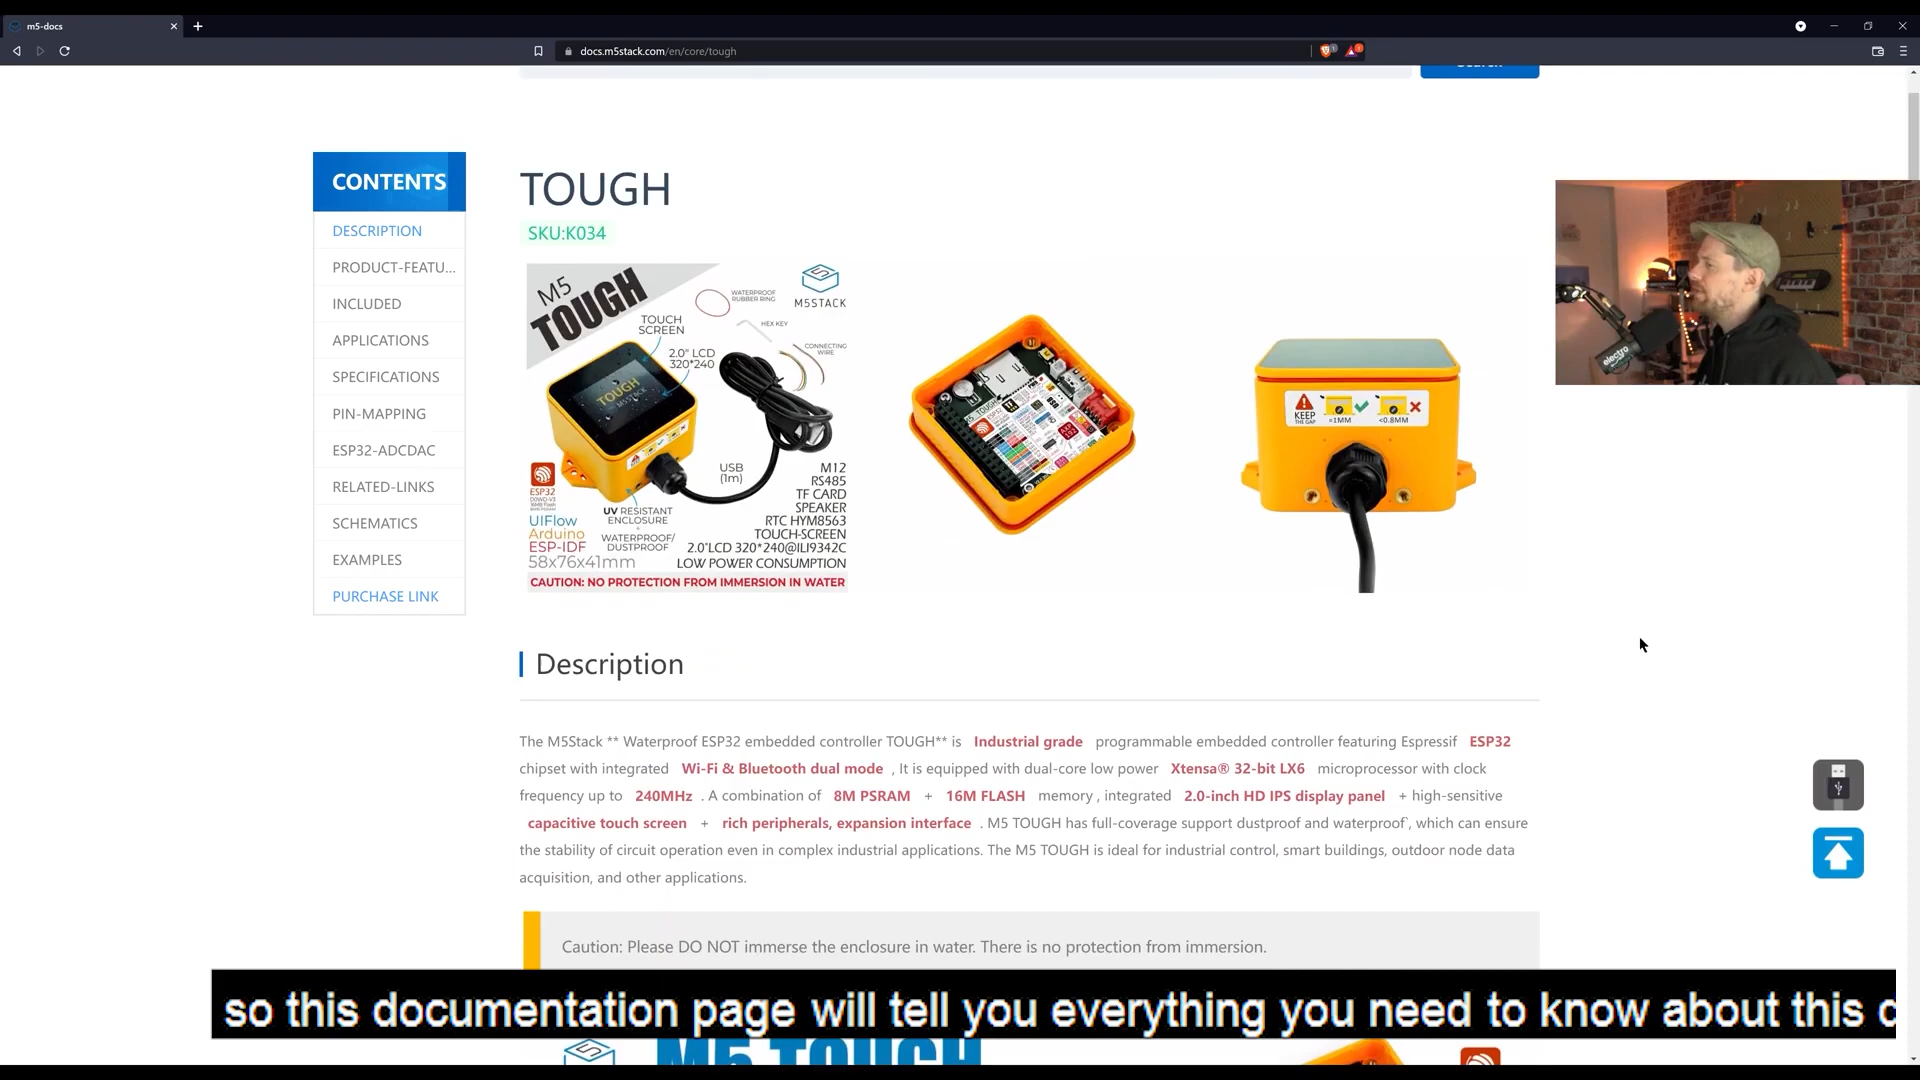 m5-docs
docs.m5stack.com/en/core/tough
CONTENTS
DESCRIPTION
PRODUCT-FEATU...
INCLUDED
APPLICATIONS
SPECIFICATIONS
PIN-MAPPING
ESP32-ADCDAC
RELATED-LINKS
SCHEMATICS
EXAMPLES
PURCHASE LINK
TOUGH
SKU:K034
M5
TOUGH
WATERPROOF
RUBBER RING
M5STACK
TOUCH
SCREEN
HEX KEY
2.0" LCD
320*240
CONNECTING
WIRE
TOUGH
M5STACK
USB
(1m)
ESP32
UIFlow
Arduino
ESP-IDF
58x76x41mm
UV RESISTANT
ENCLOSURE
+
WATERPROOF/
DUSTPROOF
M12
RS485
TF CARD
SPEAKER
RTC HYM8563
TOUCH-SCREEN
2.0"LCD 320*240@ILI9342C
LOW POWER CONSUMPTION
CAUTION: NO PROTECTION FROM IMMERSION IN WATER
KEEP
THE GAP
≈1MM
<0.8MM
electro
Description
The M5Stack ** Waterproof ESP32 embedded controller TOUGH** is Industrial grade programmable embedded controller featuring Espressif ESP32
chipset with integrated Wi-Fi & Bluetooth dual mode , It is equipped with dual-core low power Xtensa® 32-bit LX6 microprocessor with clock
frequency up to 240MHz . A combination of 8M PSRAM + 16M FLASH memory , integrated 2.0-inch HD IPS display panel + high-sensitive
capacitive touch screen + rich peripherals, expansion interface . M5 TOUGH has full-coverage support dustproof and waterproof`, which can ensure
the stability of circuit operation even in complex industrial applications. The M5 TOUGH is ideal for industrial control, smart buildings, outdoor node data
acquisition, and other applications.
Caution: Please DO NOT immerse the enclosure in water. There is no protection from immersion.
so this documentation page will tell you everything you need to know about this
M5 TOUGH